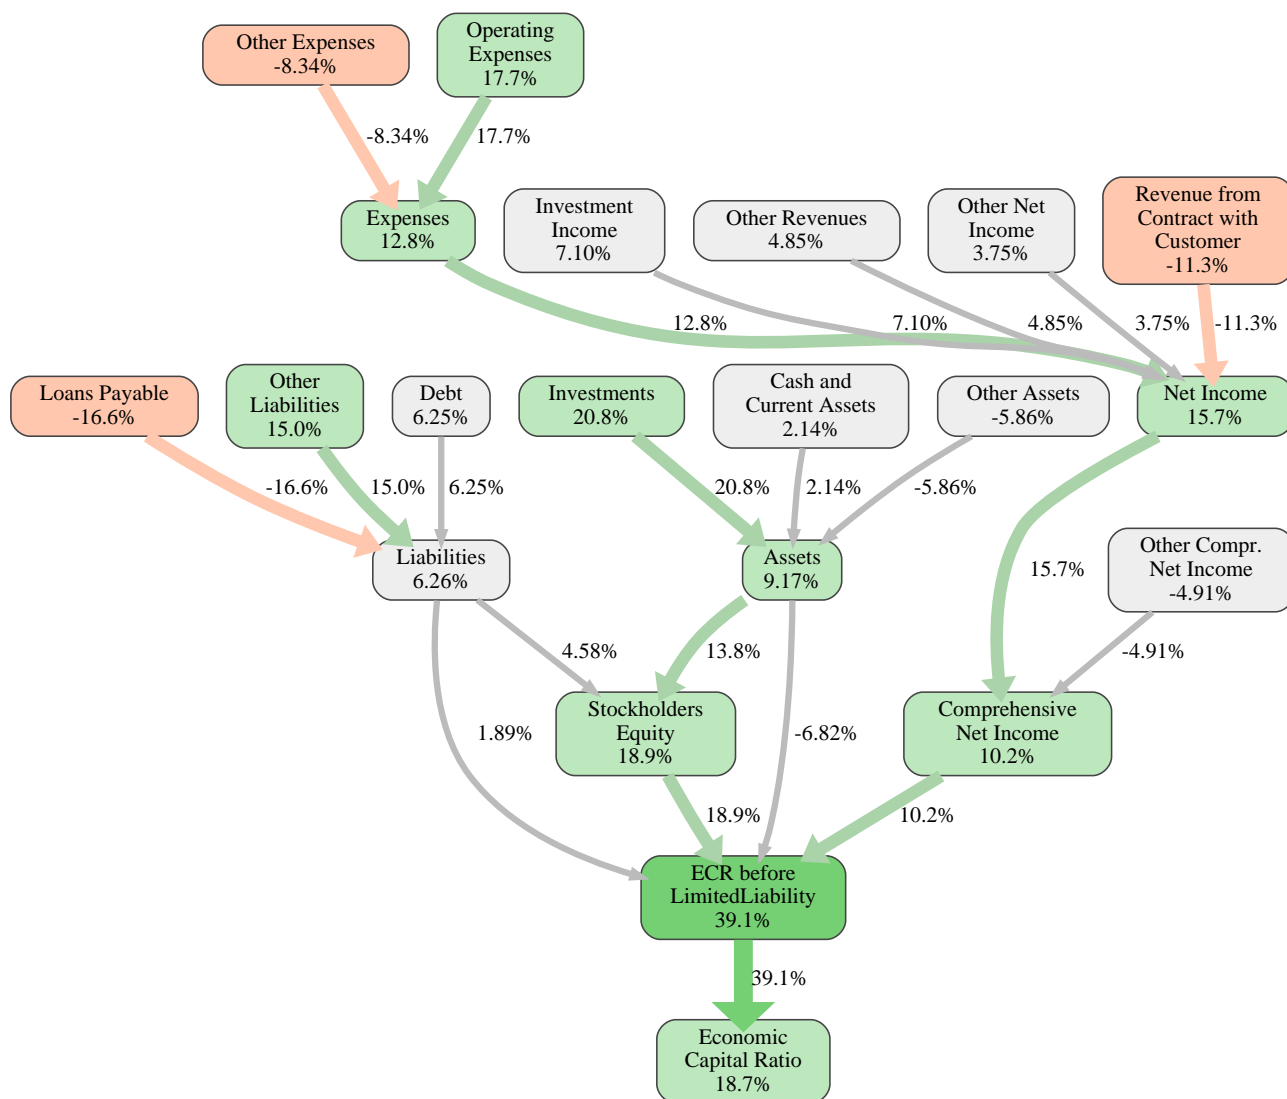 Other Expenses
-8.34%
Operating
Expenses
17.7%
-8.34%
17.7%
Expenses
12.8%
Investment
Income
7.10%
Other Revenues
4.85%
Other Net
Income
3.75%
Revenue from
Contract with
Customer
-11.3%
12.8%
7.10%
4.85%
3.75%
-11.3%
Loans Payable
-16.6%
Other
Liabilities
15.0%
Debt
6.25%
Investments
20.8%
Cash and
Current Assets
2.14%
Other Assets
-5.86%
Net Income
15.7%
-16.6%
15.0%
6.25%
20.8%
2.14%
-5.86%
Liabilities
6.26%
Assets
9.17%
15.7%
Other Compr.
Net Income
-4.91%
4.58%
13.8%
-4.91%
1.89%
Stockholders
Equity
18.9%
-6.82%
Comprehensive
Net Income
10.2%
18.9%
10.2%
ECR before
LimitedLiability
39.1%
39.1%
Economic
Capital Ratio
18.7%